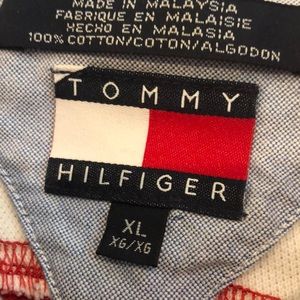 MADE IN MALAYSIA
FABRIQUE EN MALAISIE
HECHO EN MALASIA
100% COTTON/COTON/ALGODON
TOMMY
HILFIGER
XL
XG/XG